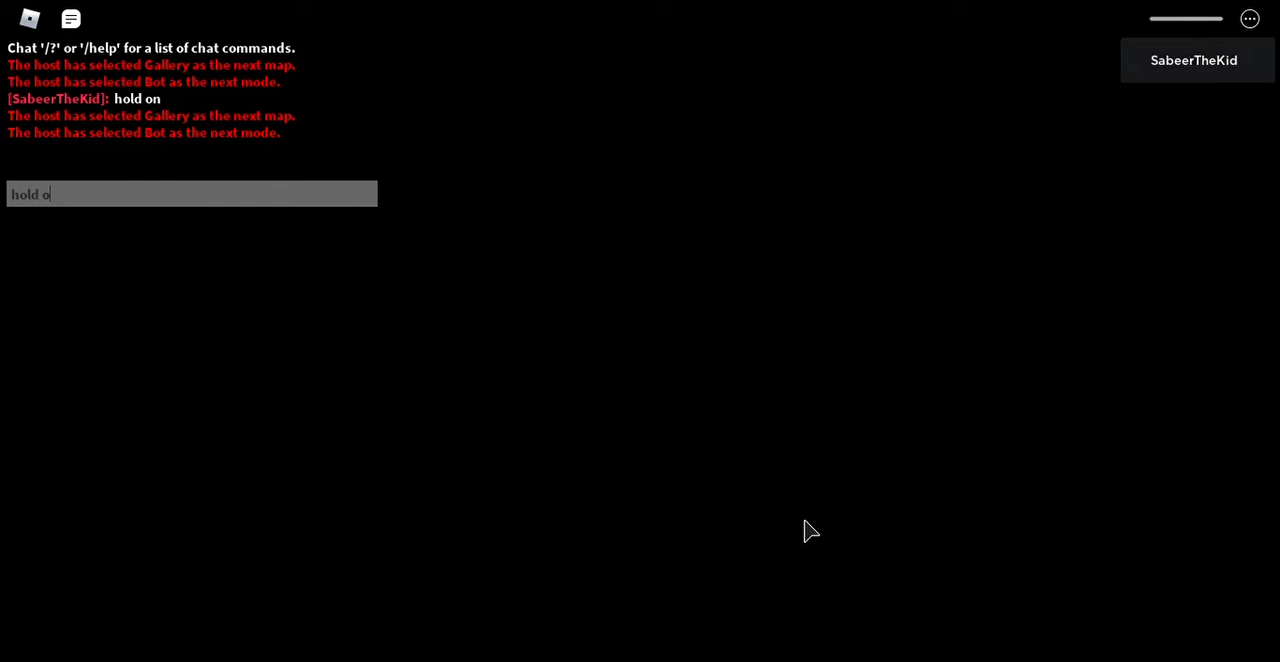 Chat '/?' or '/help' for a list of chat commands.
The host has selected Gallery as the next map.
SabeerTheKid
The host has selected Bot as the next mode.
[SabeerTheKid]: hold on
The host has selected Gallery as the next map.
The host has selected Bot as the next mode.
hold o